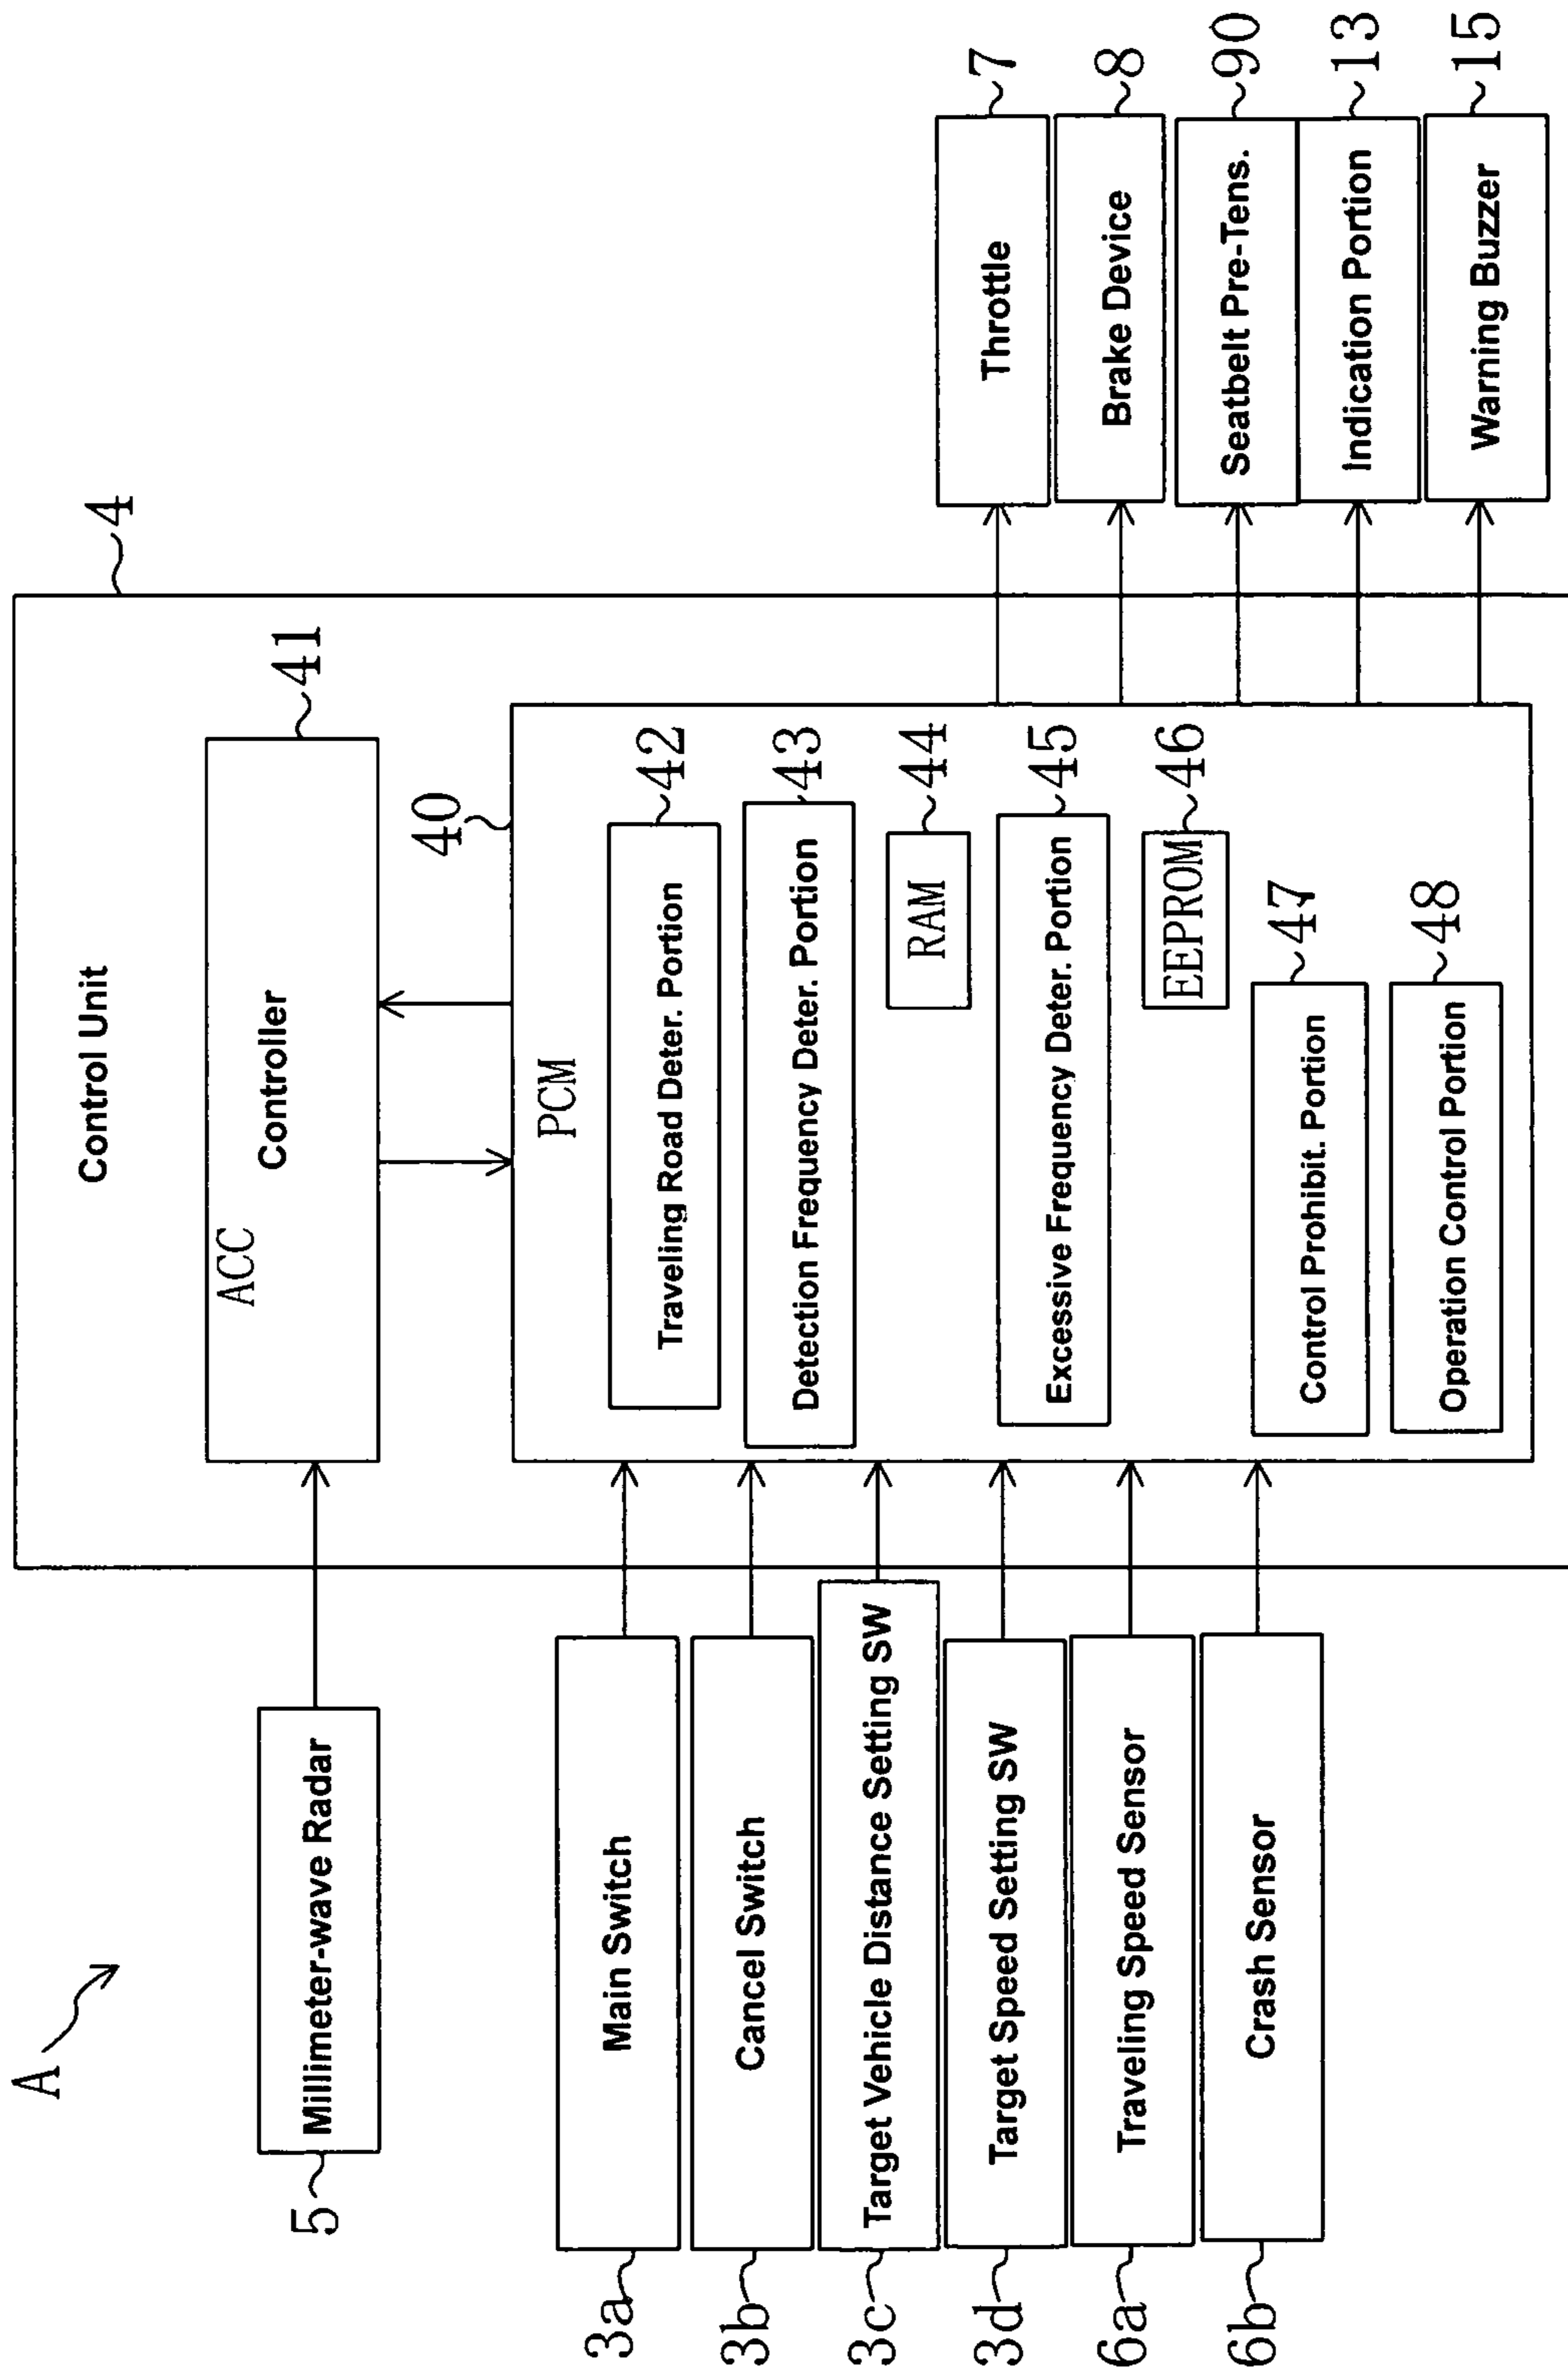 A
Control Unit
4
5
Millimeter-wave Radar
ACC
Controller
41
40
PCM
3a
Main Switch
3b
Cancel Switch
3c
Target Vehicle Distance Setting SW
3d
Target Speed Setting SW
6a
Traveling Speed Sensor
6b
Crash Sensor
Traveling Road Deter. Portion
42
Detection Frequency Deter. Portion
43
RAM
44
Excessive Frequency Deter. Portion
45
EEPROM
46
Control Prohibit. Portion
47
Operation Control Portion
48
Throttle
7
Brake Device
8
Seatbelt Pre-Tens.
90
Indication Portion
13
Warning Buzzer
15